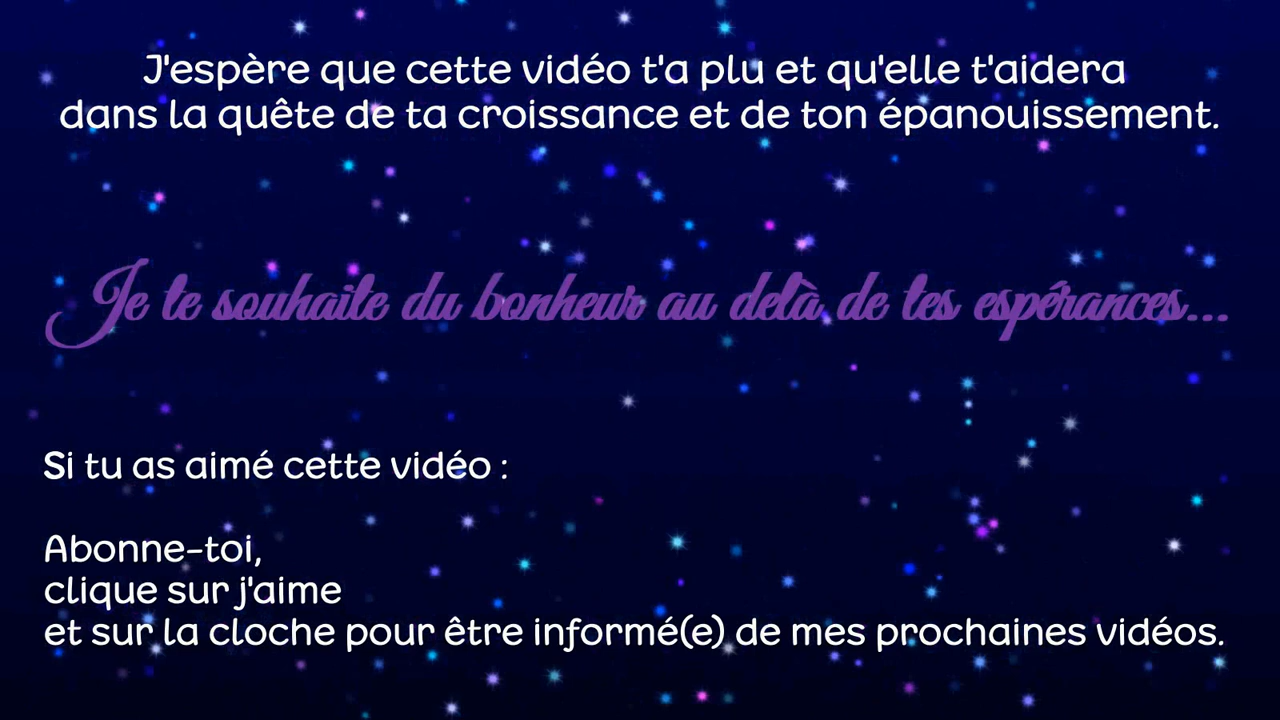 J'espère que cette vidéo t'a plu et qu'elle t'aidera
dans la quête de ta croissance et de ton épanouissement.
Je te souhaite du bonheur au delà de tes espérances...
Si tu as aimé cette vidéo :
Abonne-toi,
clique sur j'aime
et sur la cloche pour être informé(e) de mes prochaines vidéos.